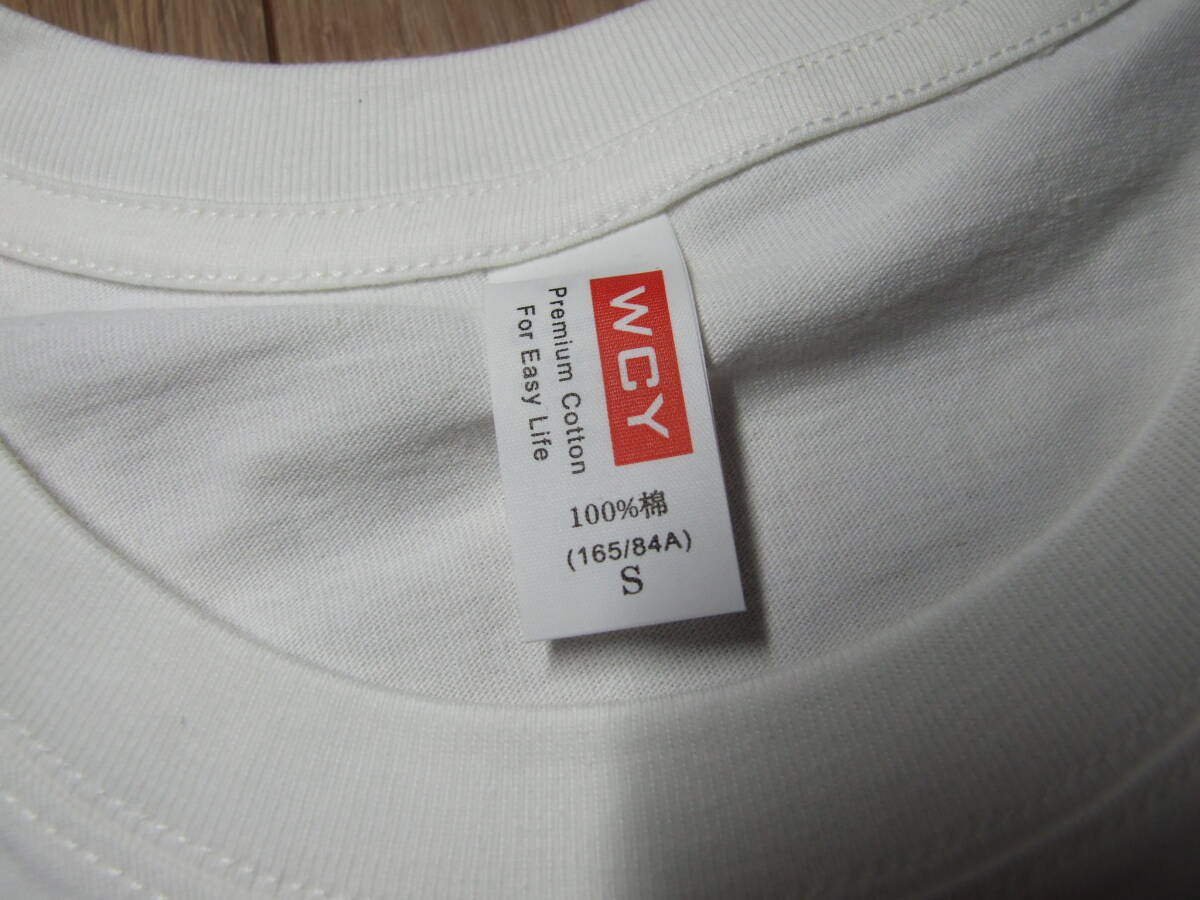 WCY
Premium Cotton
For Easy Life
100%棉
(165/84A)
S